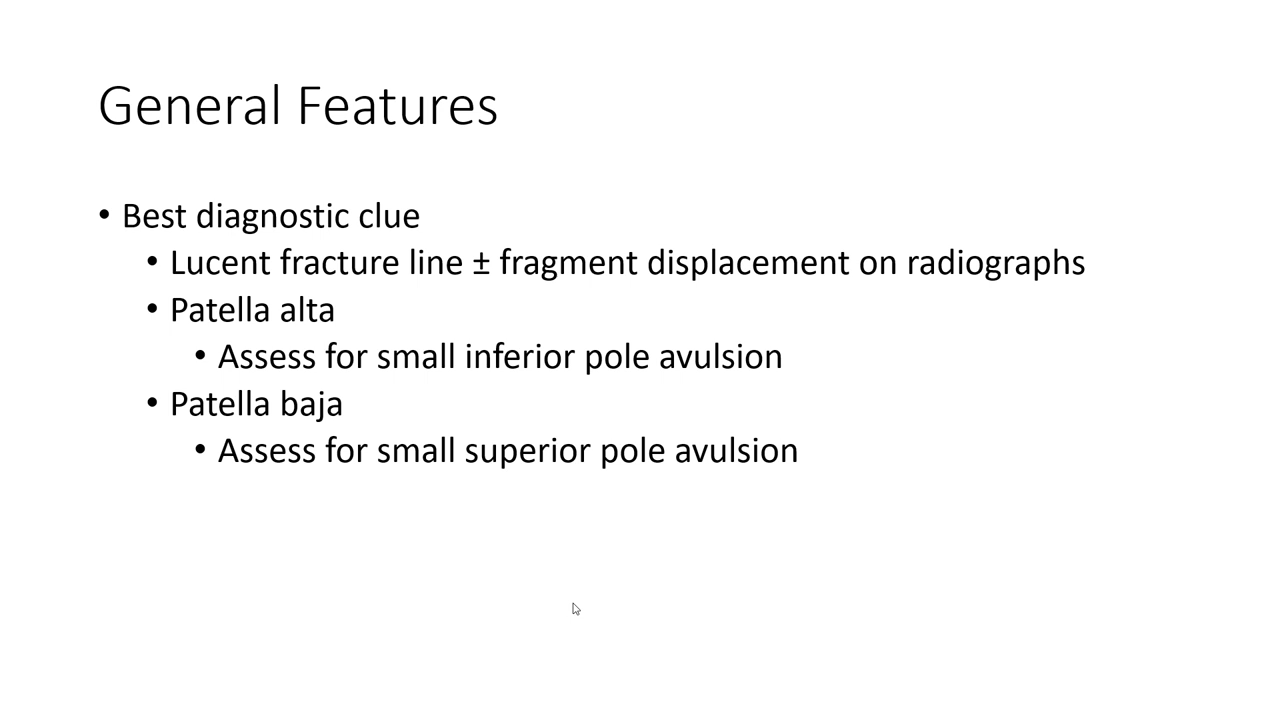 General Features
• Best diagnostic clue
• Lucent fracture line ± fragment displacement on radiographs
• Patella alta
• Assess for small inferior pole avulsion
• Patella baja
• Assess for small superior pole avulsion